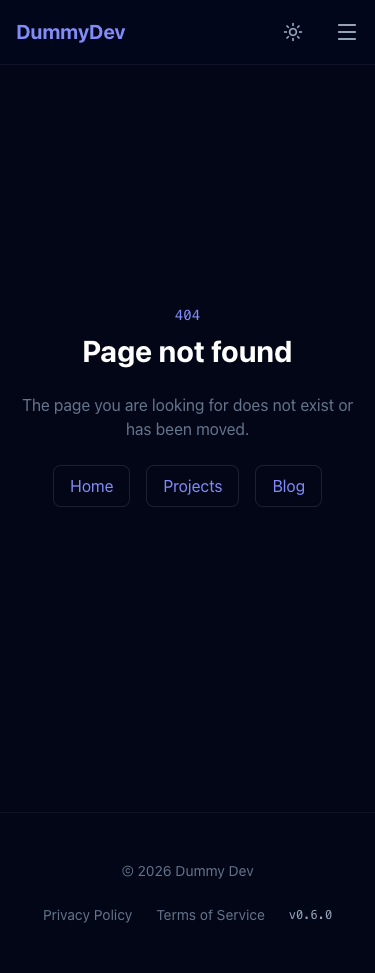 DummyDev
404
Page not found
The page you are looking for does not exist or
has been moved.
Home Projects Blog
© 2026 Dummy Dev
Privacy Policy Terms of Service v0.6.0